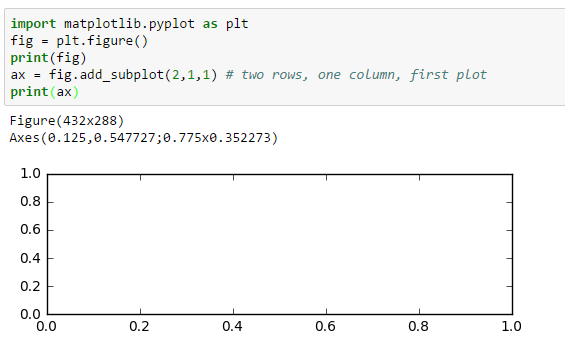 import matplotlib.pyplot as plt
fig = plt.figure()
print(fig)
ax = fig.add_subplot(2,1,1) # two rows, one column, first plot
print(ax)
Figure(432x288)
Axes(0.125,0.547727;0.775x0.352273)
1.0
0.8
0.6
0.4
0.2
0.0
0.0 0.2 0.4 0.6 0.8 1.0